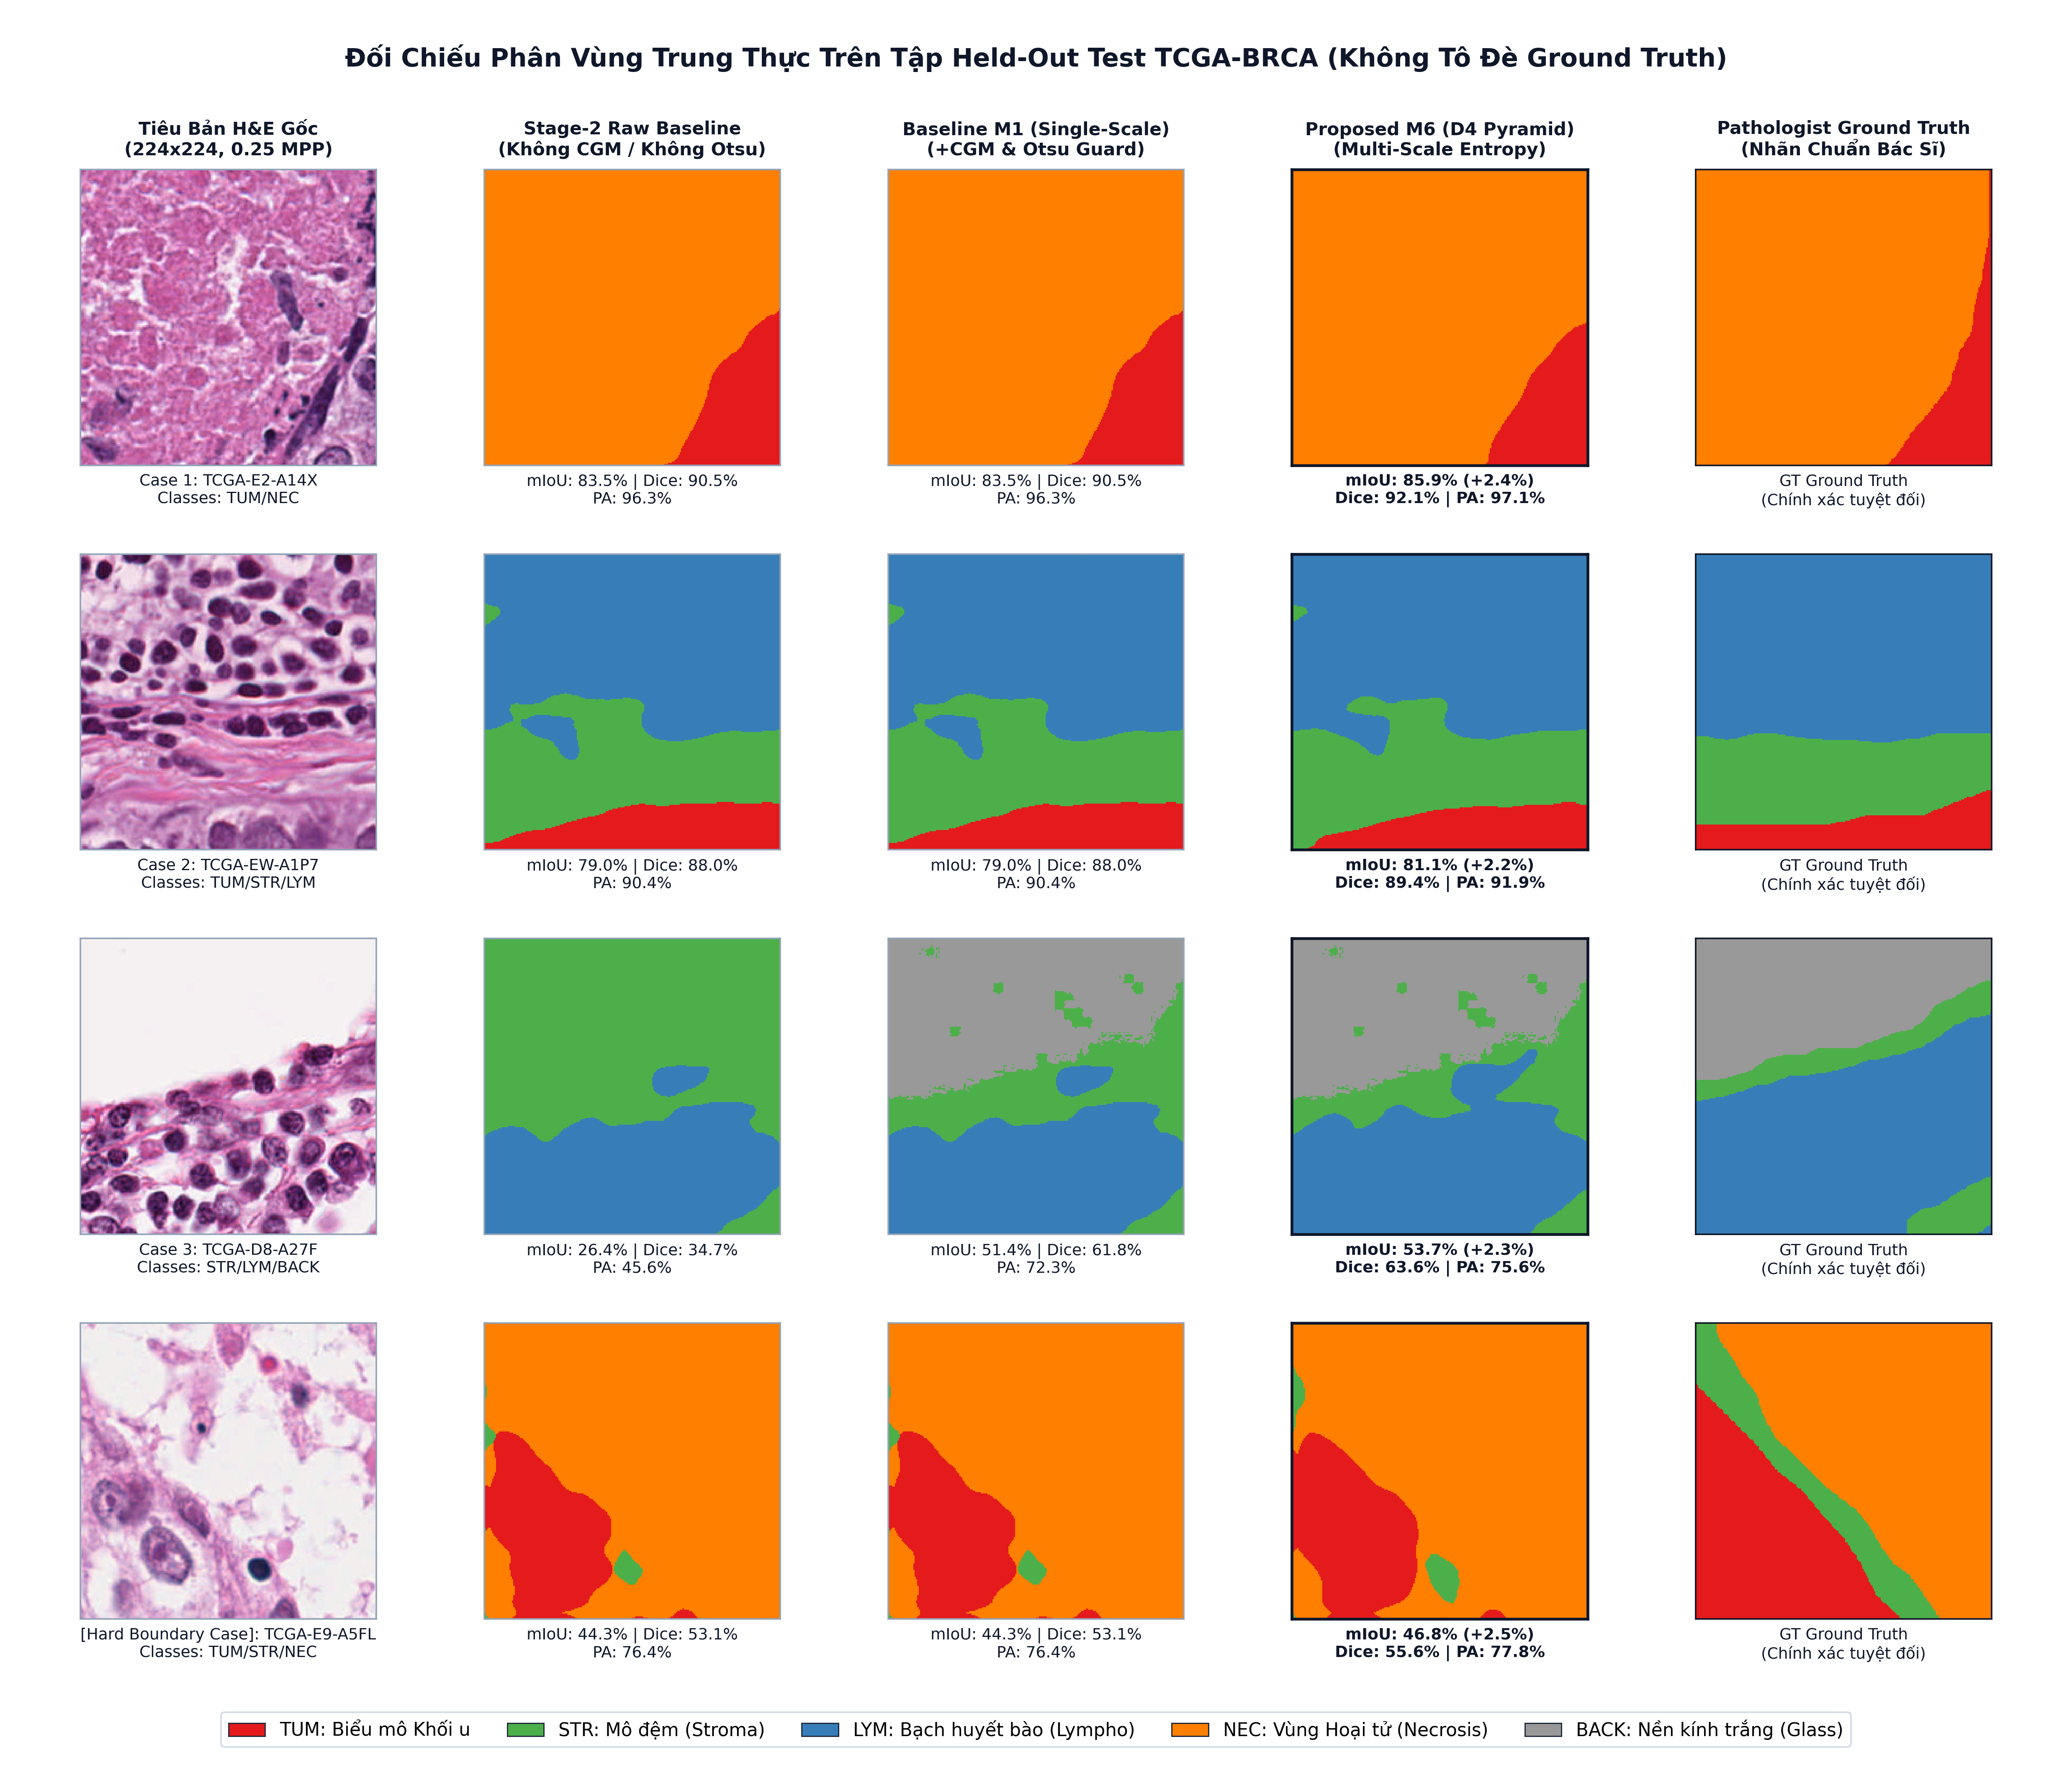 Đối Chiếu Phân Vùng Trung Thực Trên Tập Held-Out Test TCGA-BRCA (Không Tô Đè Ground Truth)
Tiêu Bản H&E Gốc
(224x224, 0.25 MPP)
Stage-2 Raw Baseline
(Không CGM / Không Otsu)
Baseline M1 (Single-Scale)
(+CGM & Otsu Guard)
Proposed M6 (D4 Pyramid)
(Multi-Scale Entropy)
Pathologist Ground Truth
(Nhãn Chuẩn Bác Sĩ)
Case 1: TCGA-E2-A14X
Classes: TUM/NEC
mIoU: 83.5% | Dice: 90.5%
PA: 96.3%
mIoU: 83.5% | Dice: 90.5%
PA: 96.3%
mIoU: 85.9% (+2.4%)
Dice: 92.1% | PA: 97.1%
GT Ground Truth
(Chính xác tuyệt đối)
Case 2: TCGA-EW-A1P7
Classes: TUM/STR/LYM
mIoU: 79.0% | Dice: 88.0%
PA: 90.4%
mIoU: 79.0% | Dice: 88.0%
PA: 90.4%
mIoU: 81.1% (+2.2%)
Dice: 89.4% | PA: 91.9%
GT Ground Truth
(Chính xác tuyệt đối)
Case 3: TCGA-D8-A27F
Classes: STR/LYM/BACK
mIoU: 26.4% | Dice: 34.7%
PA: 45.6%
mIoU: 51.4% | Dice: 61.8%
PA: 72.3%
mIoU: 53.7% (+2.3%)
Dice: 63.6% | PA: 75.6%
GT Ground Truth
(Chính xác tuyệt đối)
[Hard Boundary Case]: TCGA-E9-A5FL
Classes: TUM/STR/NEC
mIoU: 44.3% | Dice: 53.1%
PA: 76.4%
mIoU: 44.3% | Dice: 53.1%
PA: 76.4%
mIoU: 46.8% (+2.5%)
Dice: 55.6% | PA: 77.8%
GT Ground Truth
(Chính xác tuyệt đối)
TUM: Biểu mô Khối u
STR: Mô đệm (Stroma)
LYM: Bạch huyết bào (Lympho)
NEC: Vùng Hoại tử (Necrosis)
BACK: Nền kính trắng (Glass)